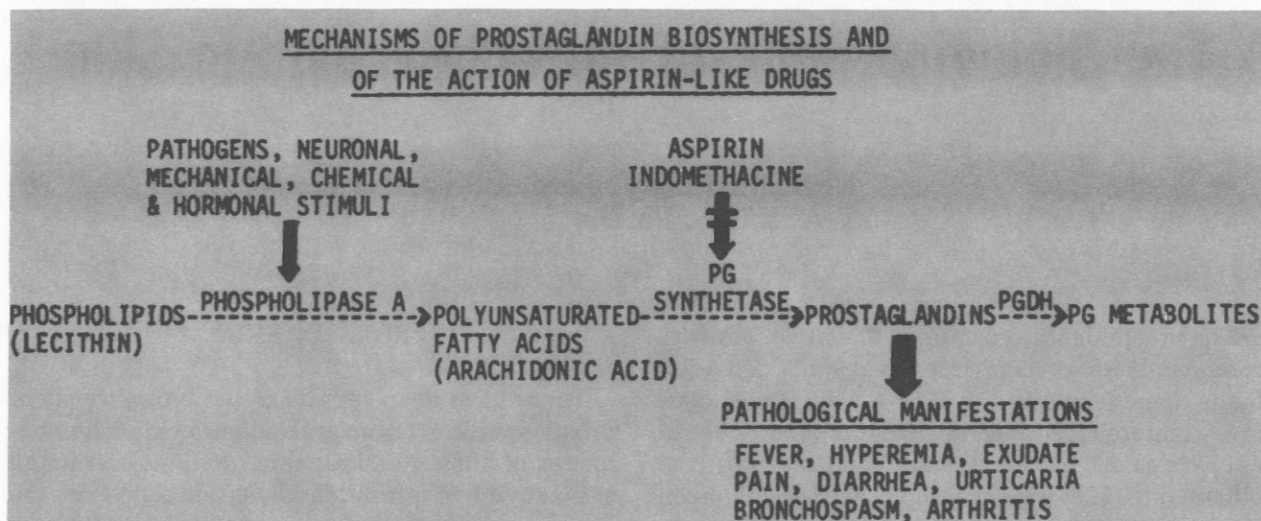 MECHANISMS OF PROSTAGLANDIN BIOSYNTHESIS AND
OF THE ACTION OF ASPIRIN-LIKE DRUGS
PATHOGENS, NEURONAL,
MECHANICAL, CHEMICAL
& HORMONAL STIMULI
ASPIRIN
INDOMETHACINE
PHOSPHOLIPIDS
(LECITHIN)
PHOSPHOLIPASE A
POLYUNSATURATED
FATTY ACIDS
(ARACHIDONIC ACID)
PG
SYNTHETASE
PROSTAGLANDINS
PGDH
PG METABOLITES
PATHOLOGICAL MANIFESTATIONS
FEVER, HYPEREMIA, EXUDATE
PAIN, DIARRHEA, URTICARIA
BRONCHOSPASM, ARTHRITIS